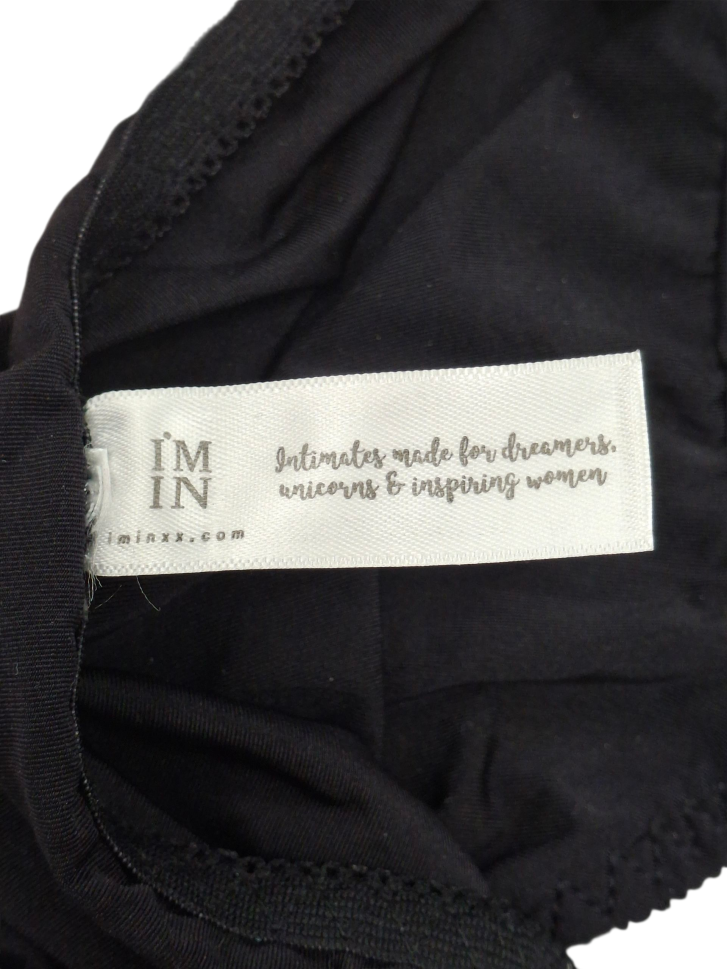 I'M
IN
iminxx.com
Intimates made for dreamers,
unicorns & inspiring women